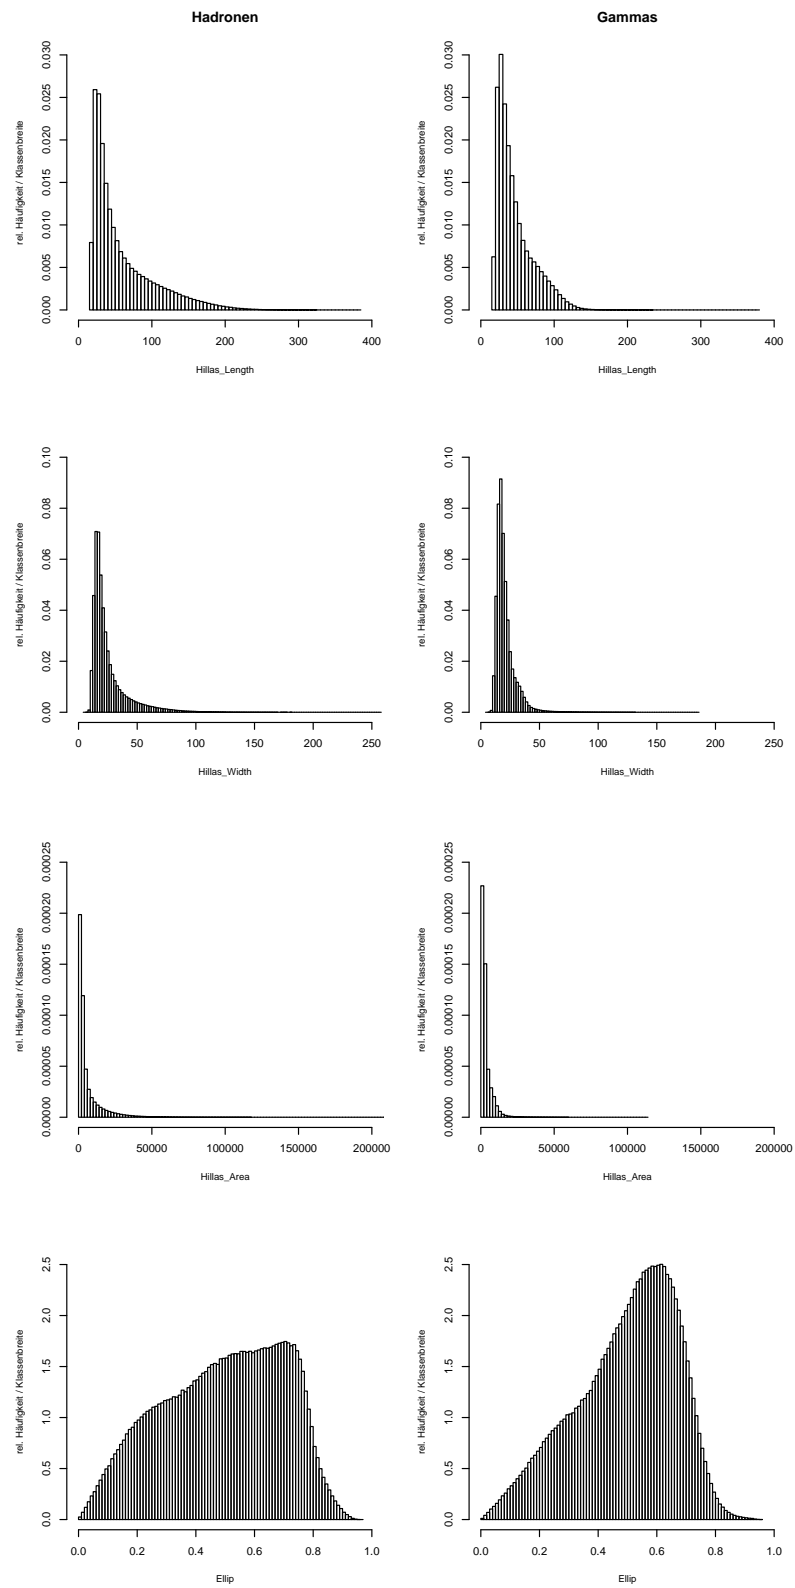 Hadronen
Gammas
rel. Häufigkeit / Klassenbreite
0.000 0.005 0.010 0.015 0.020 0.025 0.030
0 100 200 300 400
Hillas_Length
rel. Häufigkeit / Klassenbreite
0.000 0.005 0.010 0.015 0.020 0.025 0.030
0 100 200 300 400
Hillas_Length
rel. Häufigkeit / Klassenbreite
0.00 0.02 0.04 0.06 0.08 0.10
0 50 100 150 200 250
Hillas_Width
rel. Häufigkeit / Klassenbreite
0.00 0.02 0.04 0.06 0.08 0.10
0 50 100 150 200 250
Hillas_Width
rel. Häufigkeit / Klassenbreite
0.00000 0.00005 0.00010 0.00015 0.00020 0.00025
0 50000 100000 150000 200000
Hillas_Area
rel. Häufigkeit / Klassenbreite
0.00000 0.00005 0.00010 0.00015 0.00020 0.00025
0 50000 100000 150000 200000
Hillas_Area
rel. Häufigkeit / Klassenbreite
0.0 0.5 1.0 1.5 2.0 2.5
0.0 0.2 0.4 0.6 0.8 1.0
Ellip
rel. Häufigkeit / Klassenbreite
0.0 0.5 1.0 1.5 2.0 2.5
0.0 0.2 0.4 0.6 0.8 1.0
Ellip